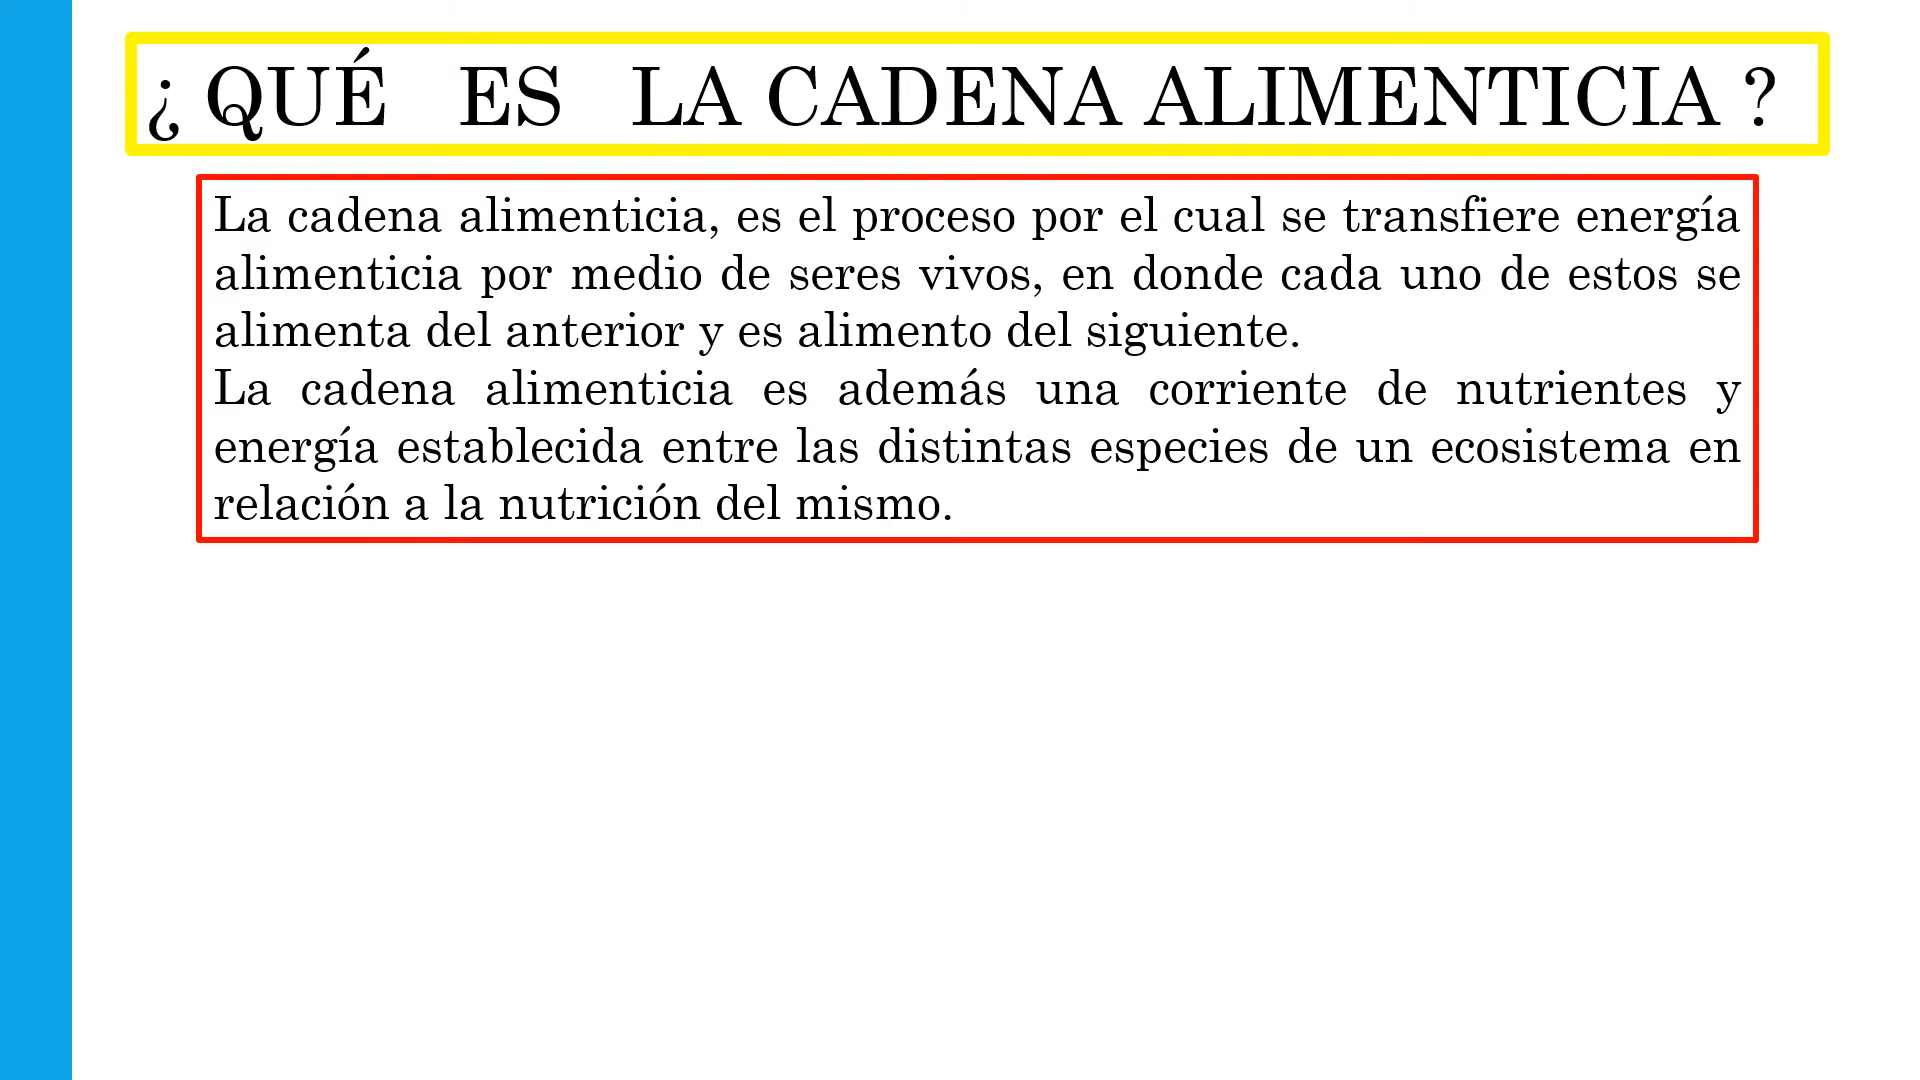 ¿ QUÉ ES LA CADENA ALIMENTICIA ?
La cadena alimenticia, es el proceso por el cual se transfiere energía
alimenticia por medio de seres vivos, en donde cada uno de estos se
alimenta del anterior y es alimento del siguiente.
La cadena alimenticia es además una corriente de nutrientes y
energía establecida entre las distintas especies de un ecosistema en
relación a la nutrición del mismo.